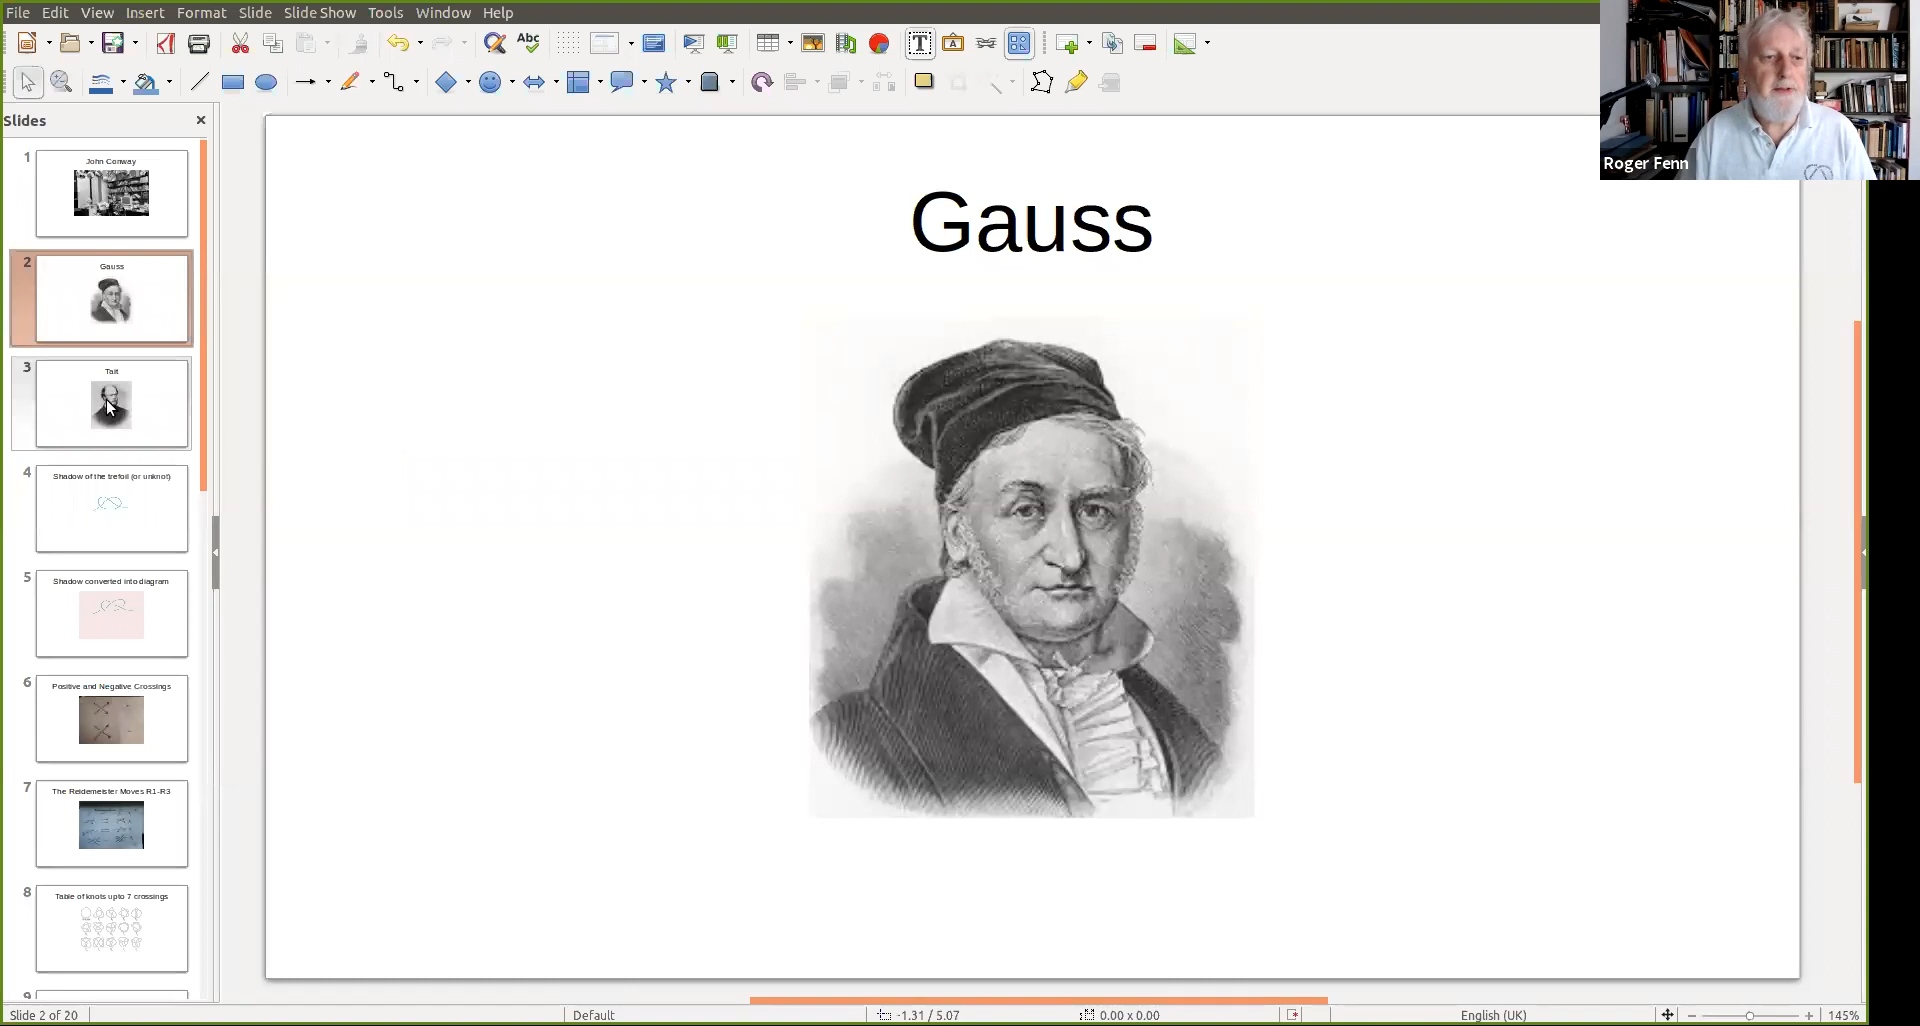 File Edit View Insert Format Slide Slide Show Tools Window Help
Abc
Roger Fenn
Slides
1
John Conway
2
Gauss
3
Tait
4
Shadow of the trefoil (or unknot)
5
Shadow converted into diagram
6
Positive and Negative Crossings
7
The Reidemeister Moves R1-R3
8
Table of knots upto 7 crossings
9
Gauss
Slide 2 of 20
Default
-1.31 / 5.07
0.00 x 0.00
English (UK)
145%